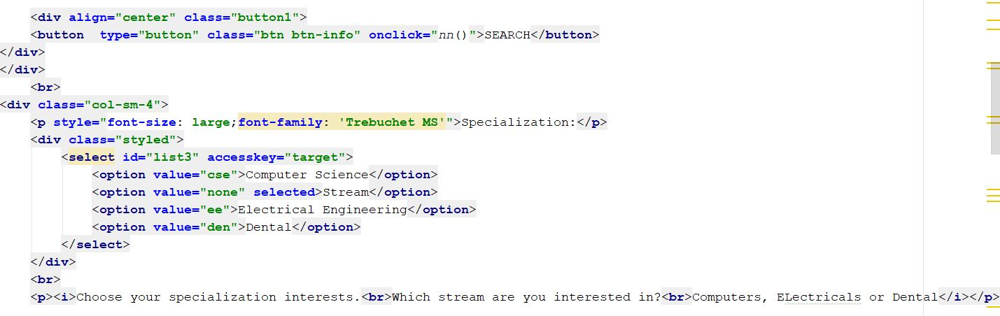 <div align="center" class="button1">
<button  type="button" class="btn btn-info" onclick="nn()">SEARCH</button>
</div>
</div>
<br>
<div class="col-sm-4">
<p style="font-size: large;font-family: 'Trebuchet MS'">Specialization:</p>
<div class="styled">
<select id="list3" accesskey="target">
<option value="cse">Computer Science</option>
<option value="none" selected>Stream</option>
<option value="ee">Electrical Engineering</option>
<option value="den">Dental</option>
</select>
</div>
<br>
<p><i>Choose your specialization interests.<br>Which stream are you interested in?<br>Computers, ELectricals or Dental</i></p>